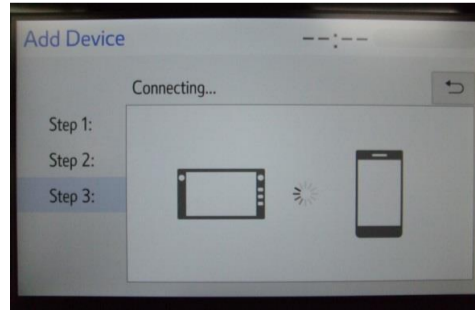 Add Device
--:--
Connecting...
Step 1:
Step 2:
Step 3: